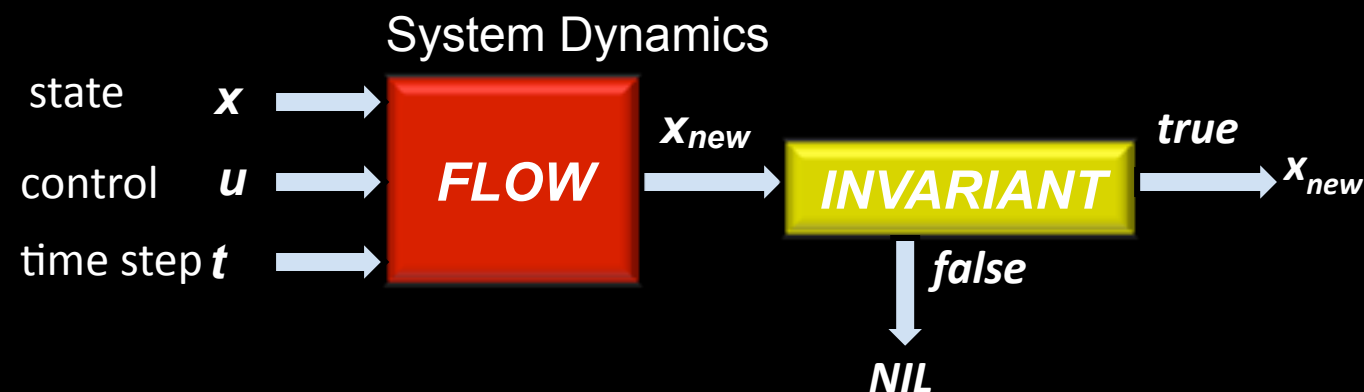 System Dynamics
state x
control u
time step t
FLOW
x_new
INVARIANT
true
x_new
false
NIL